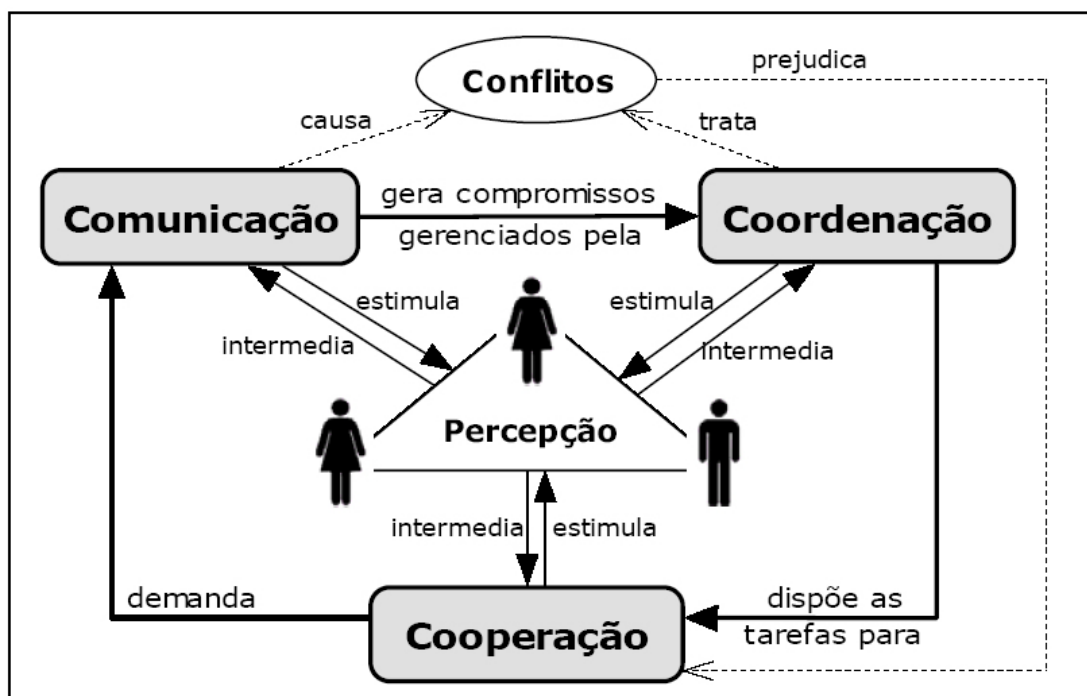 prejudica
Conflitos
causa
trata
Comunicação
gera compromissos
gerenciados pela
Coordenação
estimula
intermedia
estimula
intermedia
Percepção
intermedia
estimula
demanda
Cooperação
dispõe as
tarefas para